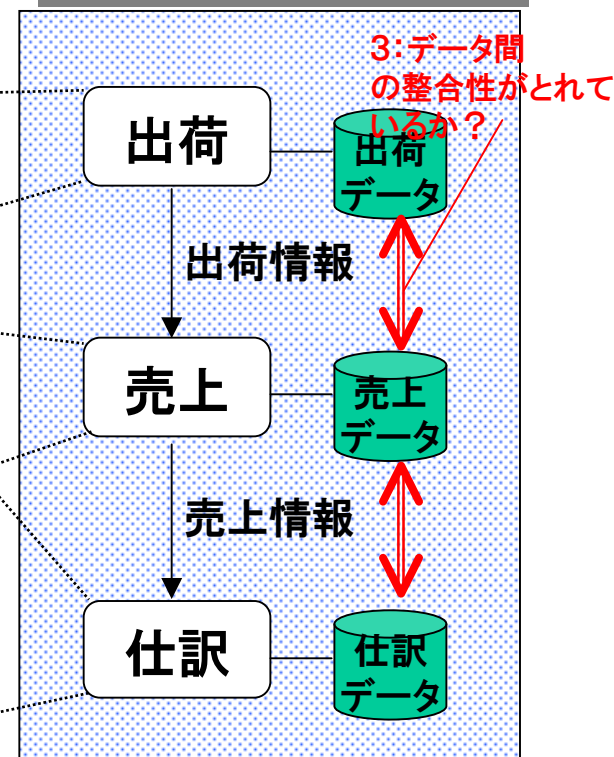 3:データ間
の整合性がとれて
いるか？
出荷
出荷
データ
出荷情報
売上
売上
データ
売上情報
仕訳
仕訳
データ